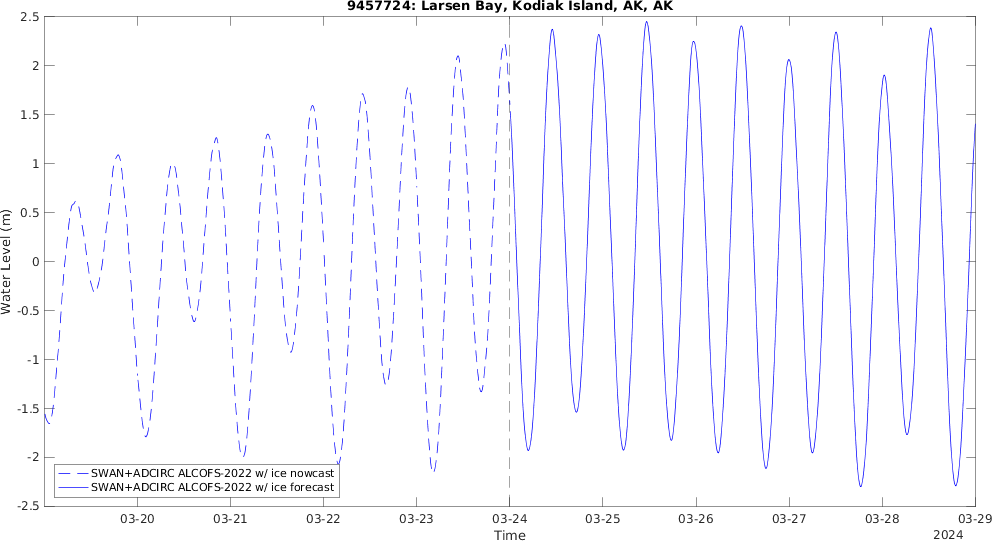 9457724: Larsen Bay, Kodiak Island, AK, AK
Water Level (m)
2.5
2
1.5
1
0.5
0
-0.5
-1
-1.5
-2
-2.5
SWAN+ADCIRC ALCOFS-2022 w/ ice nowcast
SWAN+ADCIRC ALCOFS-2022 w/ ice forecast
03-20 03-21 03-22 03-23 03-24 03-25 03-26 03-27 03-28 03-29
Time
2024